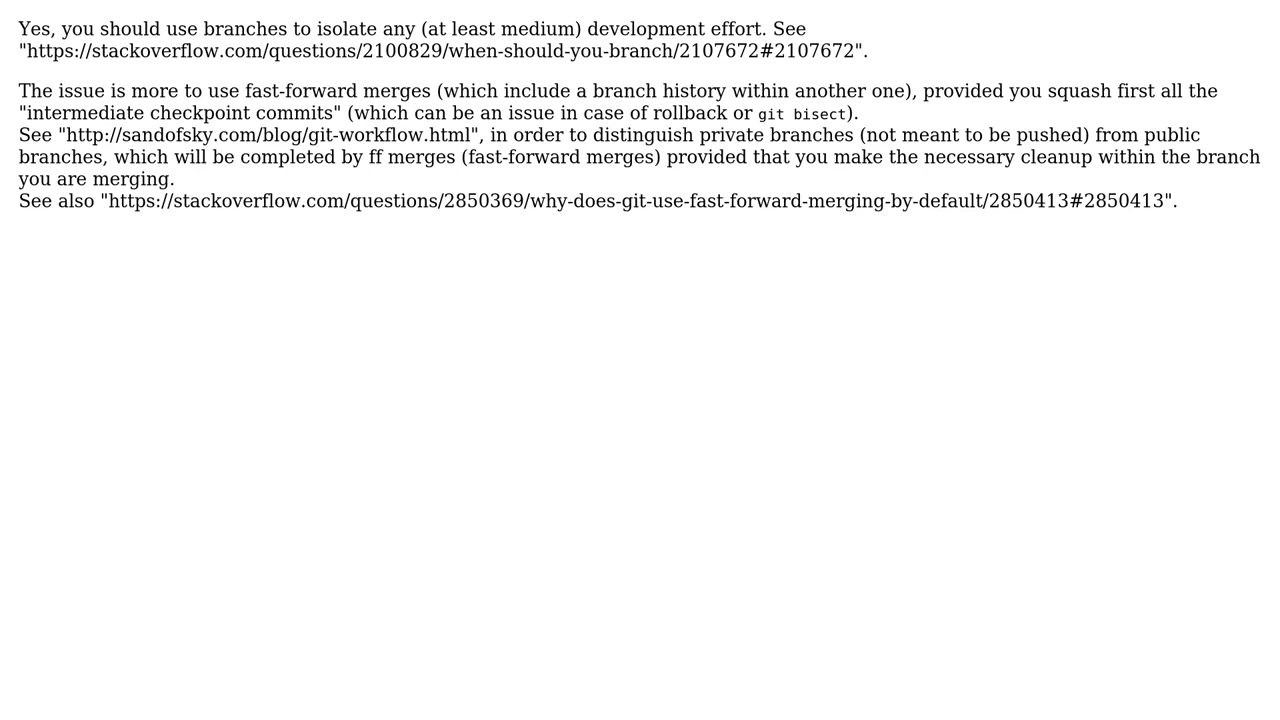 Yes, you should use branches to isolate any (at least medium) development effort. See
"https://stackoverflow.com/questions/2100829/when-should-you-branch/2107672#2107672".
The issue is more to use fast-forward merges (which include a branch history within another one), provided you squash first all the
"intermediate checkpoint commits" (which can be an issue in case of rollback or git bisect).
See "http://sandofsky.com/blog/git-workflow.html", in order to distinguish private branches (not meant to be pushed) from public
branches, which will be completed by ff merges (fast-forward merges) provided that you make the necessary cleanup within the branch
you are merging.
See also "https://stackoverflow.com/questions/2850369/why-does-git-use-fast-forward-merging-by-default/2850413#2850413".